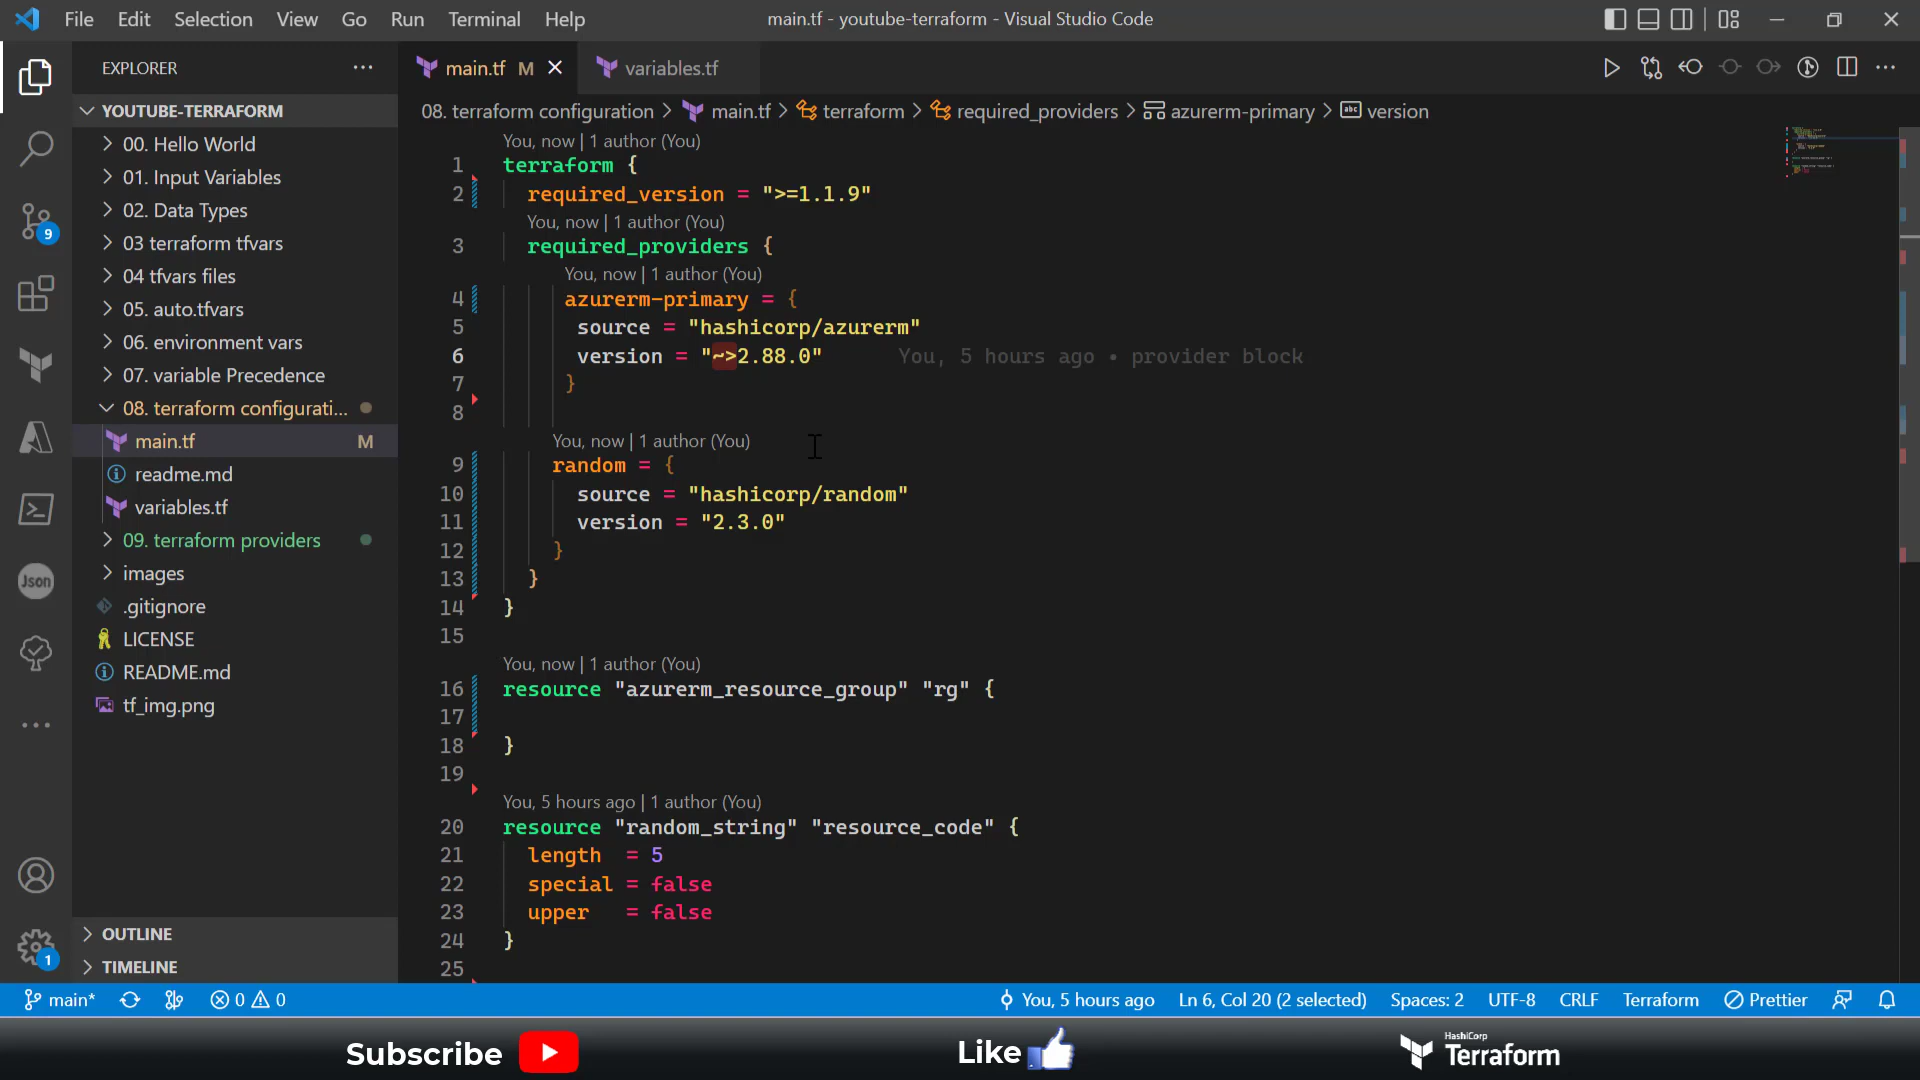 File Edit Selection View Go Run Terminal Help
main.tf - youtube-terraform - Visual Studio Code
EXPLORER
YOUTUBE-TERRAFORM
00. Hello World
01. Input Variables
02. Data Types
03 terraform tfvars
04 tfvars files
05. auto.tfvars
06. environment vars
07. variable Precedence
08. terraform configurati...
main.tf M
readme.md
variables.tf
09. terraform providers
images
.gitignore
LICENSE
README.md
tf_img.png
OUTLINE
TIMELINE
9
Json
1
main.tf M
variables.tf
08. terraform configuration > main.tf > terraform > required_providers > azurerm-primary > abc version
You, now | 1 author (You)
1 terraform {
2 required_version = ">=1.1.9"
You, now | 1 author (You)
3 required_providers {
You, now | 1 author (You)
4 azurerm-primary = {
5 source = "hashicorp/azurerm"
6 version = "~>2.88.0" You, 5 hours ago • provider block
7 }
8
You, now | 1 author (You)
9 random = {
10 source = "hashicorp/random"
11 version = "2.3.0"
12 }
13 }
14 }
15
You, now | 1 author (You)
16 resource "azurerm_resource_group" "rg" {
17
18 }
19
You, 5 hours ago | 1 author (You)
20 resource "random_string" "resource_code" {
21 length = 5
22 special = false
23 upper = false
24 }
25
main* 0 0 You, 5 hours ago Ln 6, Col 20 (2 selected) Spaces: 2 UTF-8 CRLF Terraform Prettier
Subscribe Like HashiCorp
Terraform